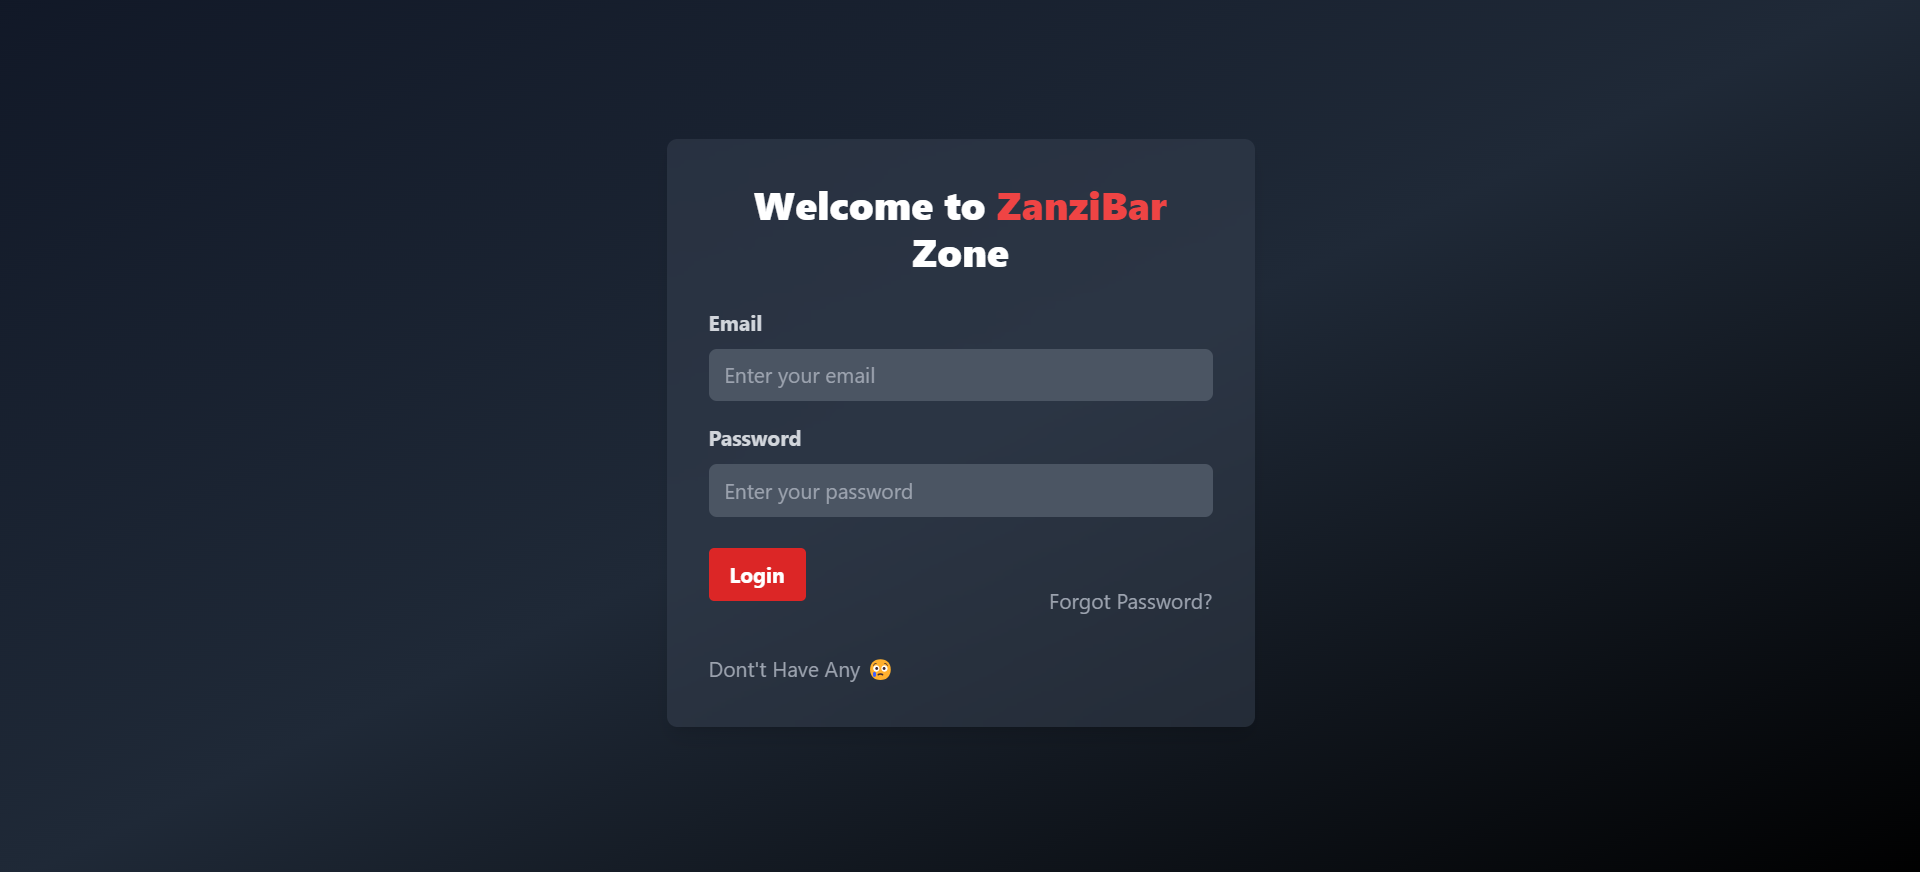 Welcome to ZanziBar
Zone
Email
Enter your email
Password
Enter your password
Login
Forgot Password?
Dont't Have Any 😢